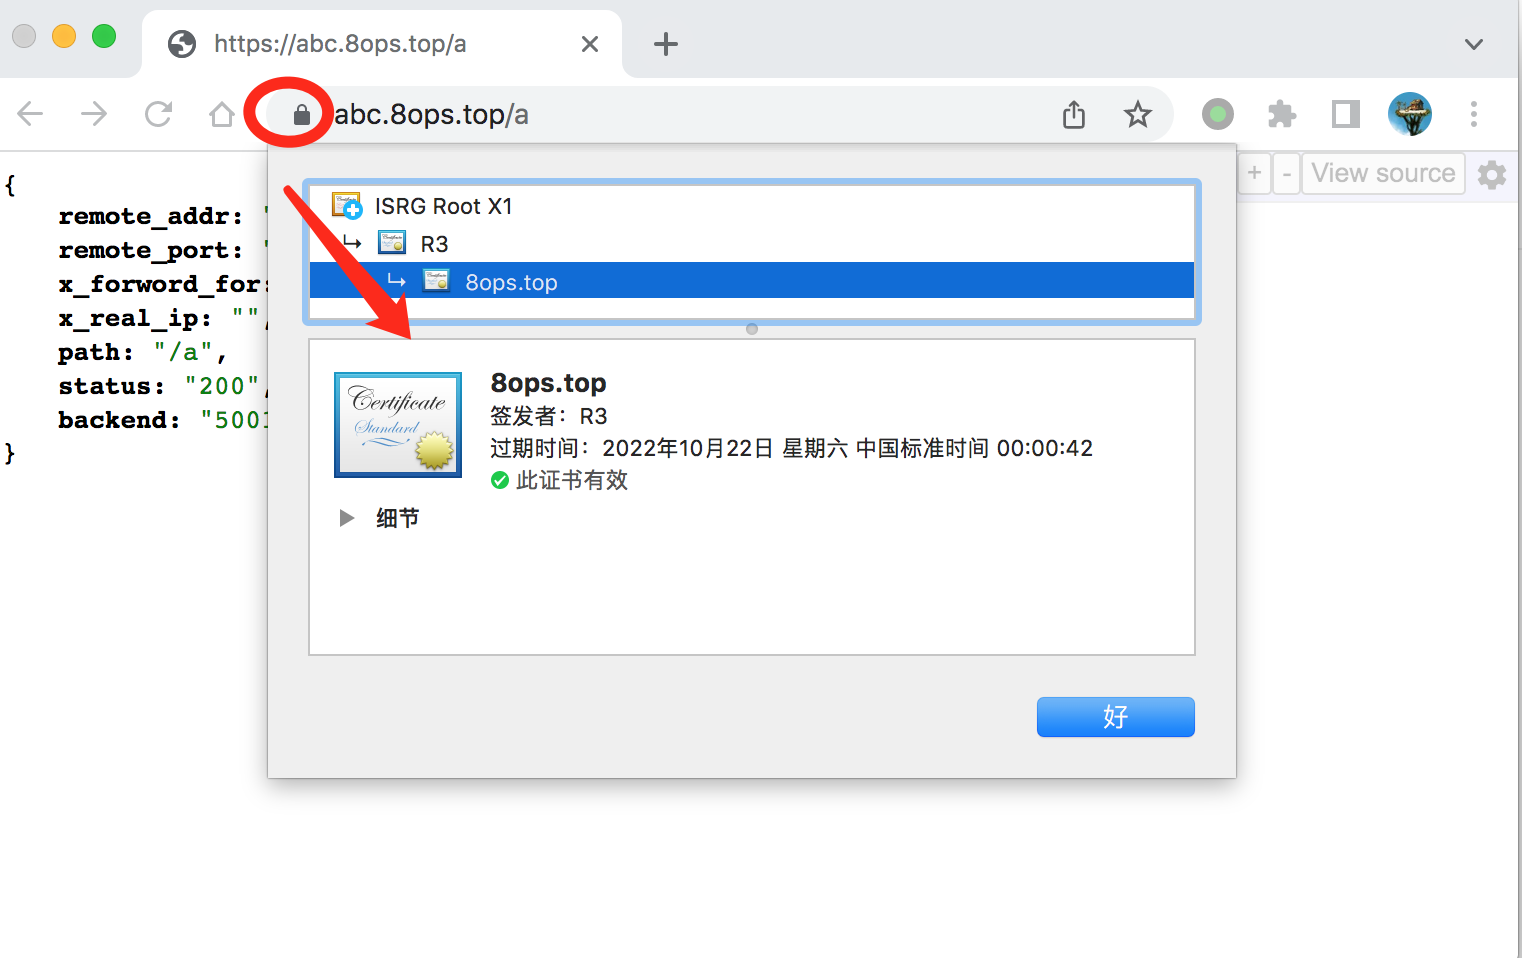 https://abc.8ops.top/a
abc.8ops.top/a
+ - View source
{
remote_addr: "
remote_port: "
x_forword_for:
x_real_ip: "",
path: "/a",
status: "200",
backend: "5001
}
ISRG Root X1
R3
8ops.top
Certificate
Standard
8ops.top
签发者：R3
过期时间：2022年10月22日 星期六 中国标准时间 00:00:42
此证书有效
细节
好